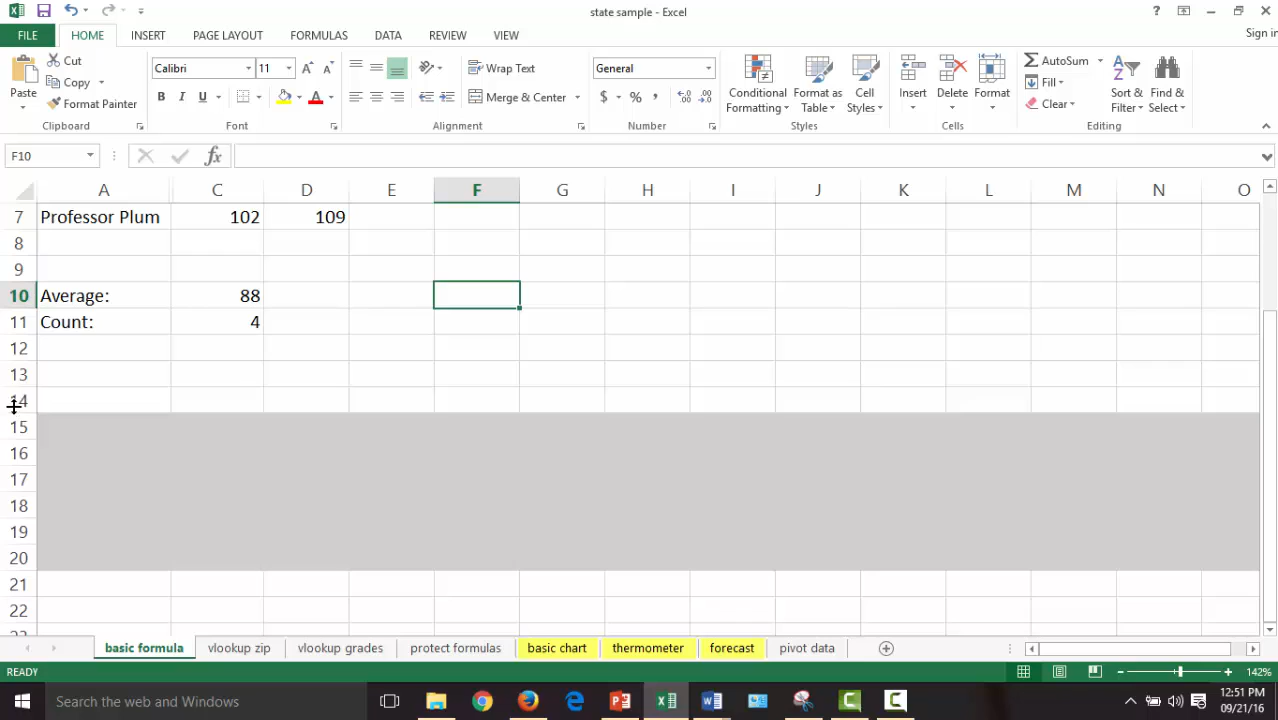 state sample - Excel
?
FILE HOME INSERT PAGE LAYOUT FORMULAS DATA REVIEW VIEW Sign in
Paste
Cut
Copy
Format Painter
Clipboard
Calibri 11
B I U
Font
Wrap Text
Merge & Center
Alignment
General
$ % ,
Number
Conditional Formatting
Format as Table
Cell Styles
Styles
Insert
Delete
Format
Cells
AutoSum
Fill
Clear
Sort & Filter
Find & Select
Editing
F10 fx
A C D E F G H I J K L M N O
7 Professor Plum 102 109
8
9
10 Average: 88
11 Count: 4
12
13
14
15
16
17
18
19
20
21
22
basic formula vlookup zip vlookup grades protect formulas basic chart thermometer forecast pivot data
READY 142%
Search the web and Windows
12:51 PM
09/21/16